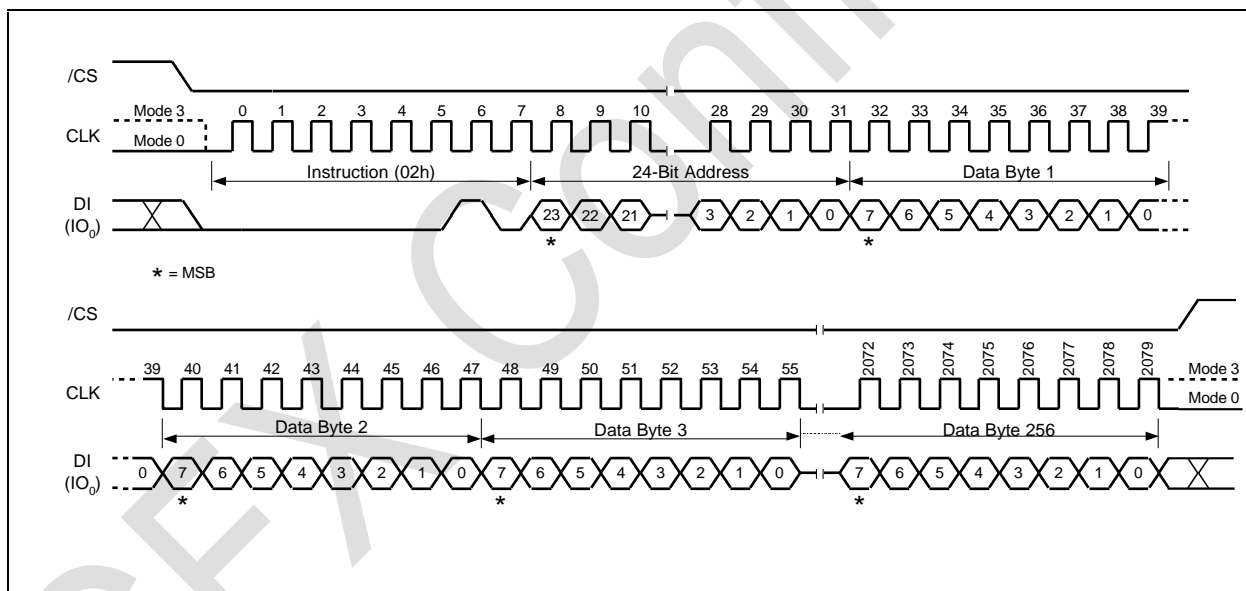 /CS
Mode 3
0 1 2 3 4 5 6 7 8 9 10 28 29 30 31 32 33 34 35 36 37 38 39
CLK
Mode 0
Instruction (02h) 24-Bit Address Data Byte 1
DI
(IO0)
23 22 21 3 2 1 0 7 6 5 4 3 2 1 0
* *
* = MSB
/CS
39 40 41 42 43 44 45 46 47 48 49 50 51 52 53 54 55 2072 2073 2074 2075 2076 2077 2078 2079
Mode 3
CLK
Mode 0
Data Byte 2 Data Byte 3 Data Byte 256
DI
(IO0)
0 7 6 5 4 3 2 1 0 7 6 5 4 3 2 1 0 7 6 5 4 3 2 1 0
* * *